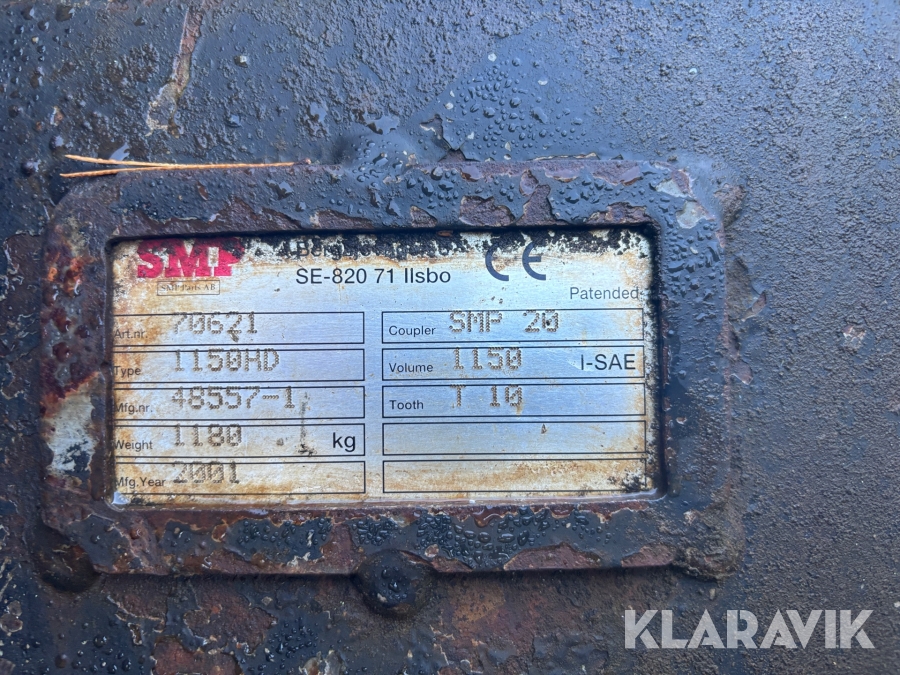 SMP
SMP Parts AB
SE-820 71 Ilsbo
CE
Patended
Art.nr. 70621
Coupler SMP 20
Type 1150HD
Volume 1150 l-SAE
Mfg.nr. 48557-1
Tooth T 10
Weight 1180 kg
Mfg.Year 2001
KLARAVIK